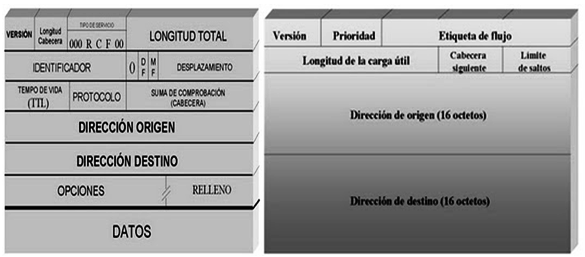 VERSIÓN
Longitud
Cabecera
TIPO DE SERVICIO
000 R C F 00
LONGITUD TOTAL
IDENTIFICADOR
0
D
F
M
F
DESPLAZAMIENTO
TEMPO DE VIDA
(TTL)
PROTOCOLO
SUMA DE COMPROBACIÓN
(CABECERA)
DIRECCIÓN ORIGEN
DIRECCIÓN DESTINO
OPCIONES
RELLENO
DATOS
Versión
Prioridad
Etiqueta de flujo
Longitud de la carga útil
Cabecera
siguiente
Límite
de saltos
Dirección de origen (16 octetos)
Dirección de destino (16 octetos)